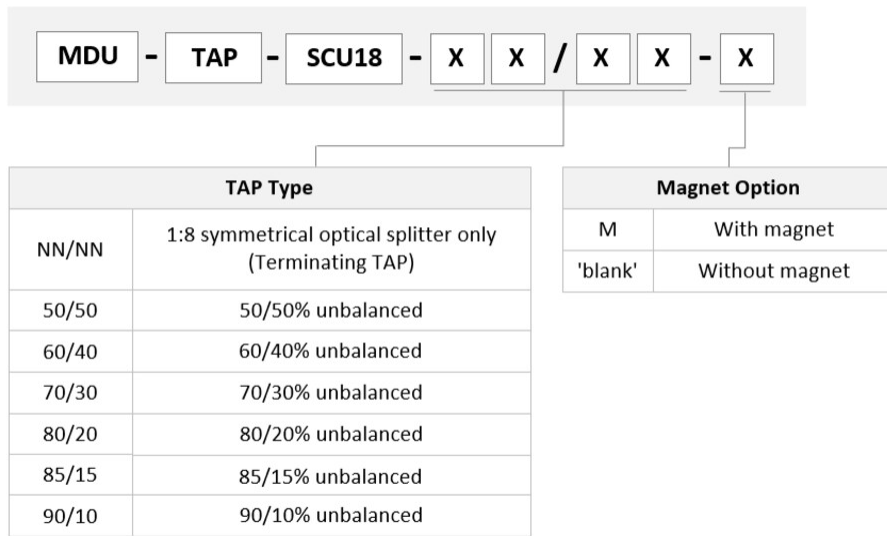 MDU - TAP - SCU18 - X X / X X - X
TAP Type
NN/NN
1:8 symmetrical optical splitter only
(Terminating TAP)
50/50 50/50% unbalanced
60/40 60/40% unbalanced
70/30 70/30% unbalanced
80/20 80/20% unbalanced
85/15 85/15% unbalanced
90/10 90/10% unbalanced
Magnet Option
M With magnet
'blank' Without magnet